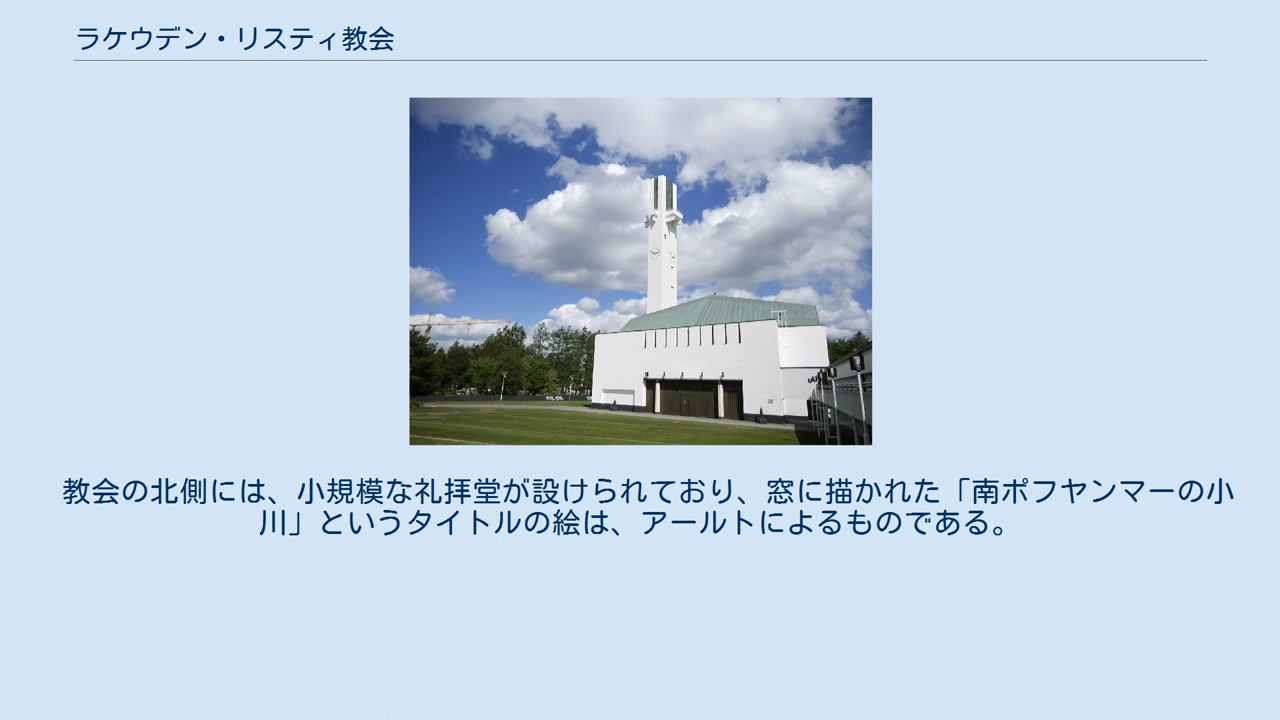 ラケウデン・リスティ教会
教会の北側には、小規模な礼拝堂が設けられており、窓に描かれた「南ポフヤンマーの小
川」というタイトルの絵は、アールトによるものである。